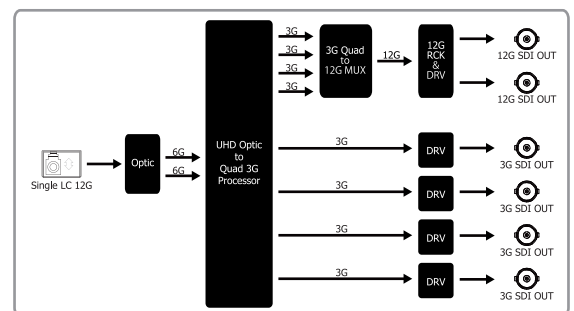 Single LC 12G
Optic
6G
6G
UHD Optic
to
Quad 3G
Processor
3G
3G
3G
3G
3G Quad
to
12G MUX
12G
12G
RCK
&
DRV
12G SDI OUT
12G SDI OUT
3G
DRV
3G SDI OUT
3G
DRV
3G SDI OUT
3G
DRV
3G SDI OUT
3G
DRV
3G SDI OUT